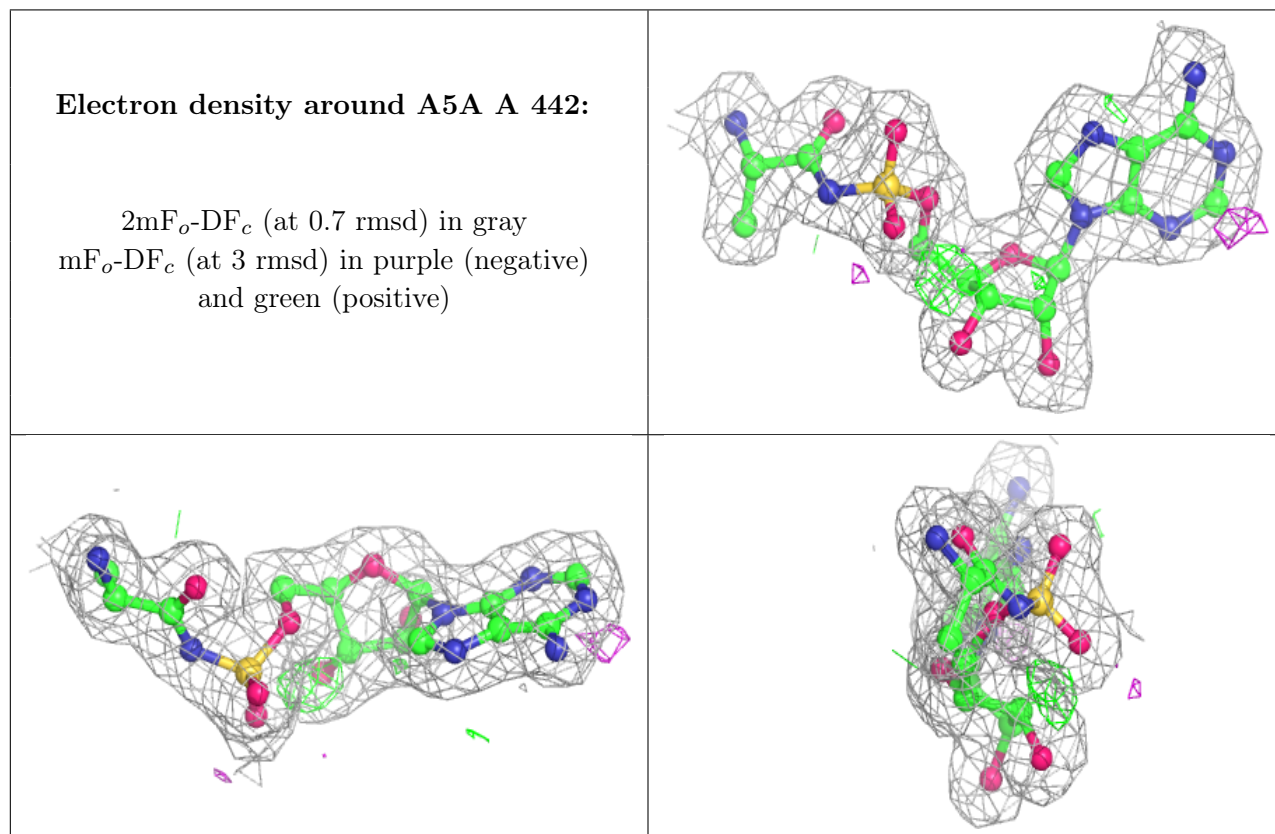 Electron density around A5A A 442:
2mFo-DFc (at 0.7 rmsd) in gray
mFo-DFc (at 3 rmsd) in purple (negative)
and green (positive)